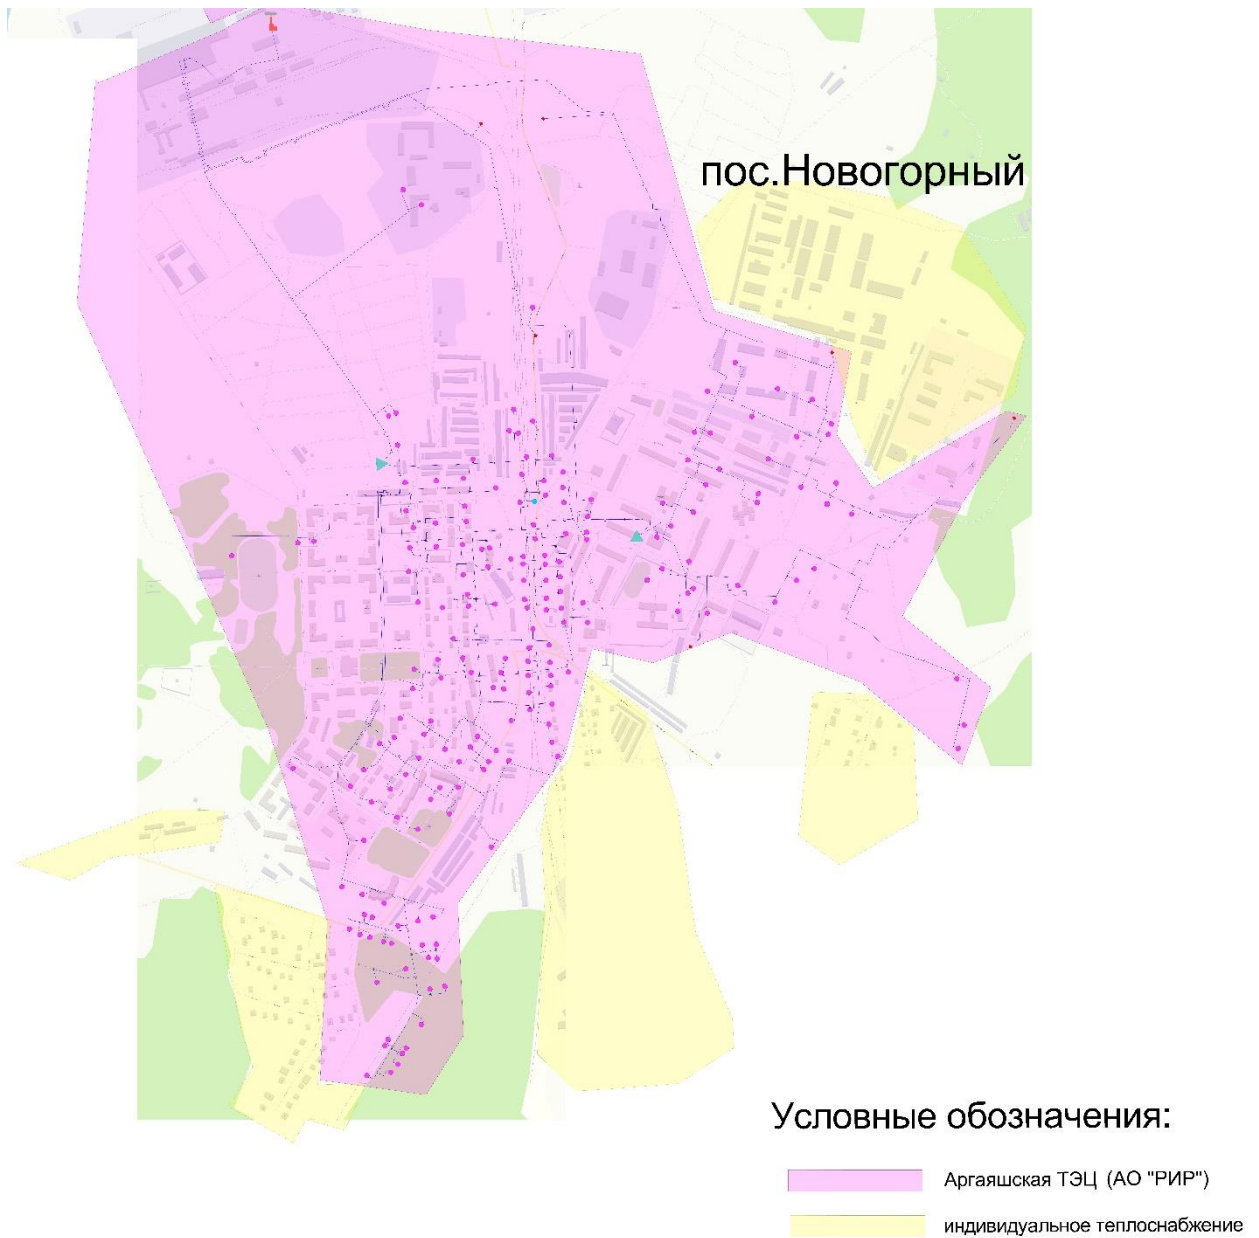 пос.Новогорный
Условные обозначения:
Аргаяшская ТЭЦ (АО "РИР")
индивидуальное теплоснабжение